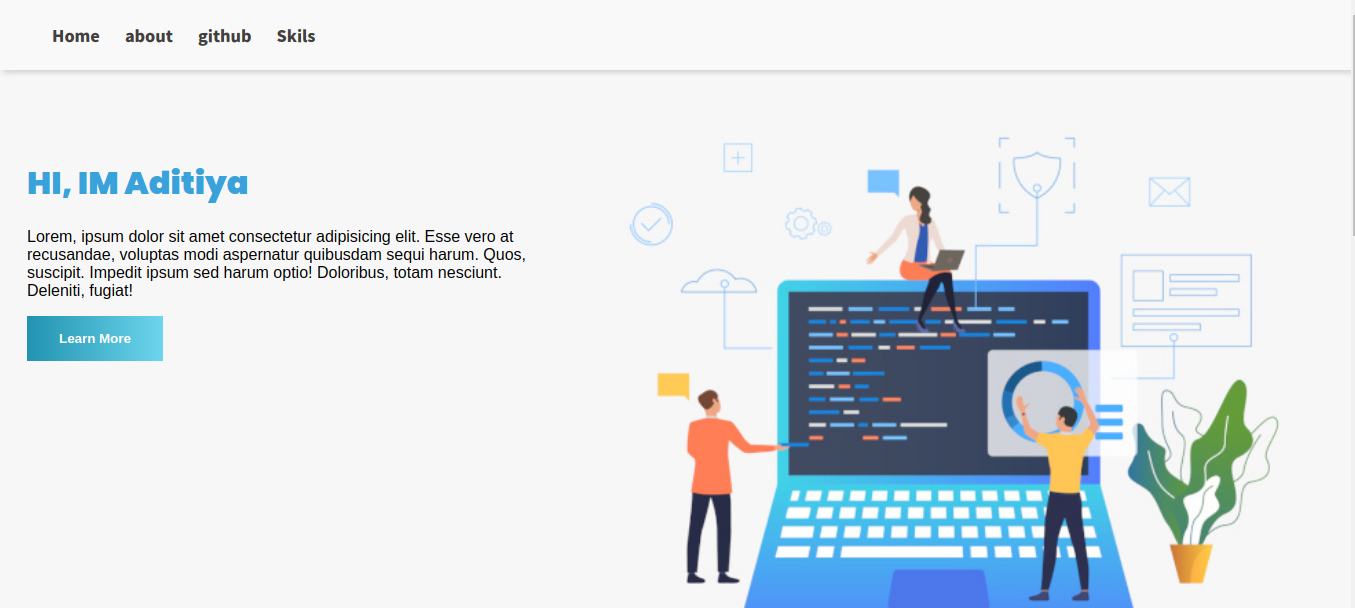 Home about github Skils
HI, IM Aditiya
Lorem, ipsum dolor sit amet consectetur adipisicing elit. Esse vero at
recusandae, voluptas modi aspernatur quibusdam sequi harum. Quos,
suscipit. Impedit ipsum sed harum optio! Doloribus, totam nesciunt.
Deleniti, fugiat!
Learn More